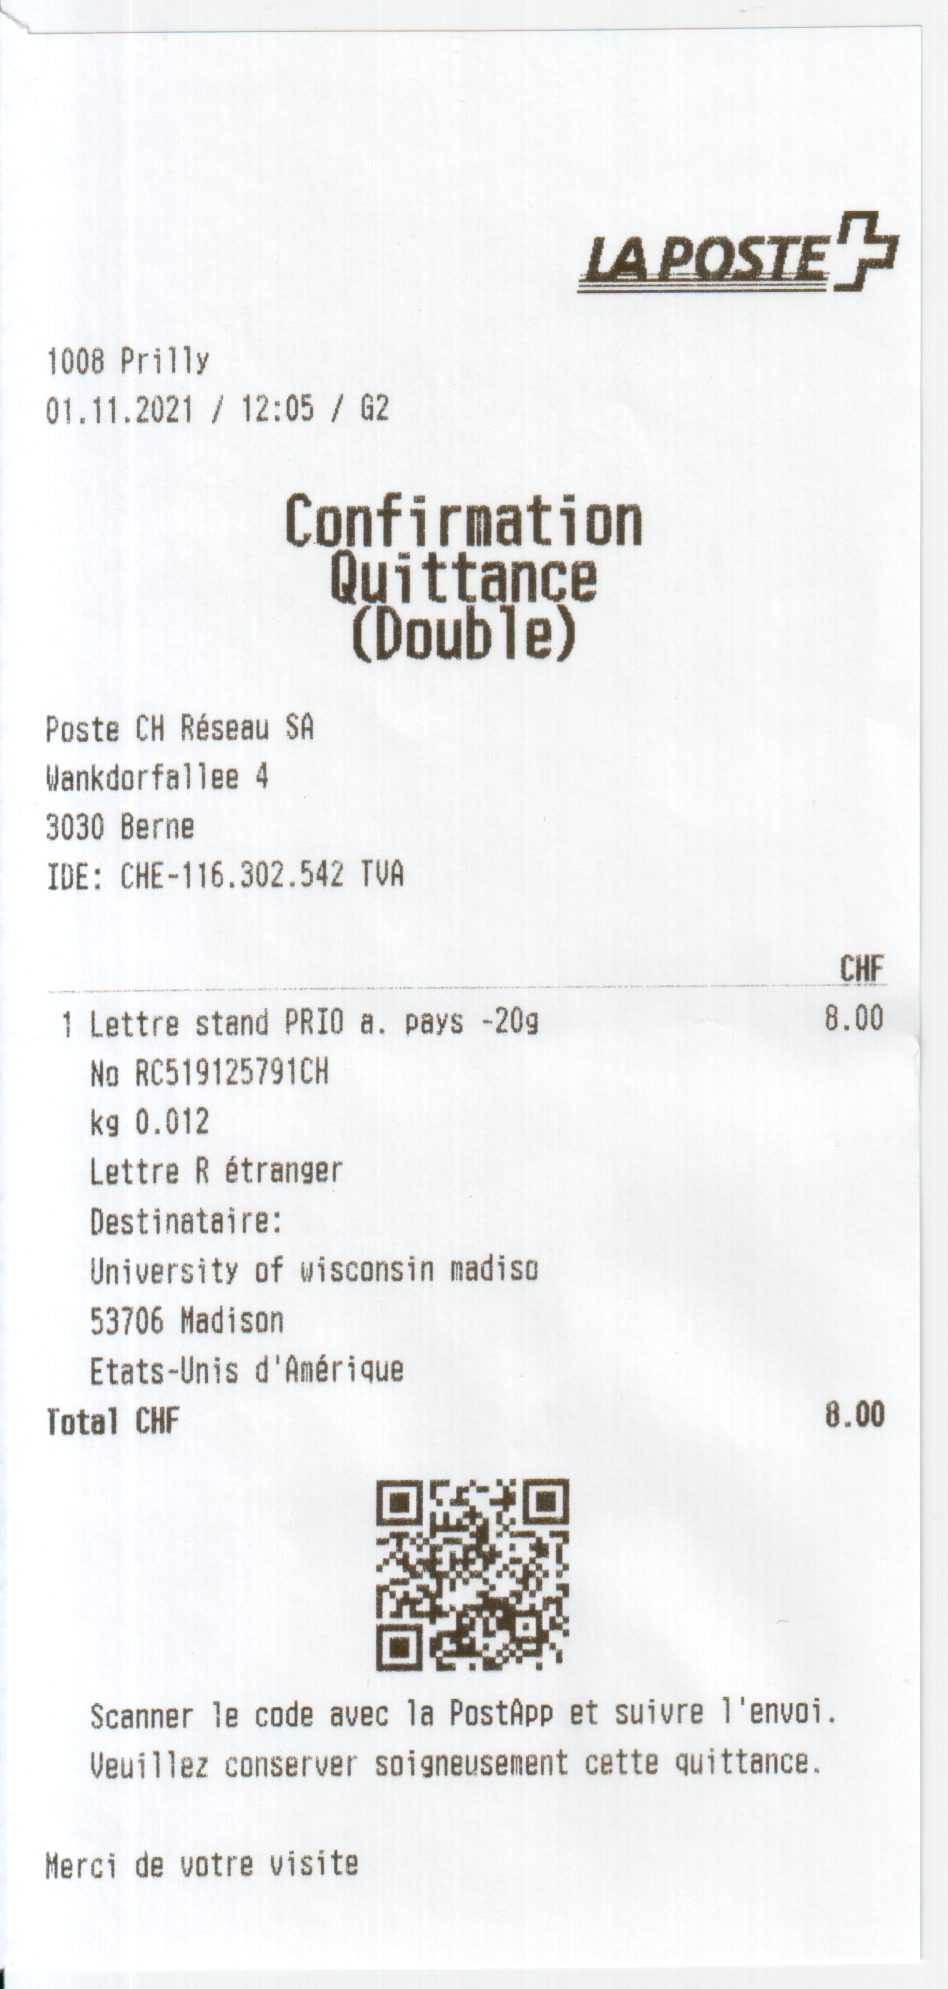 LA POSTE
1008 Prilly
01.11.2021 / 12:05 / G2
Confirmation
Quittance
(Double)
Poste CH Réseau SA
Wankdorfallee 4
3030 Berne
IDE: CHE-116.302.542 TVA
CHF
1 Lettre stand PRIO a. pays -20g 8.00
No RC519125791CH
kg 0.012
Lettre R étranger
Destinataire:
University of wisconsin madiso
53706 Madison
Etats-Unis d'Amérique
Total CHF 8.00
Scanner le code avec la PostApp et suivre l'envoi.
Veuillez conserver soigneusement cette quittance.
Merci de votre visite